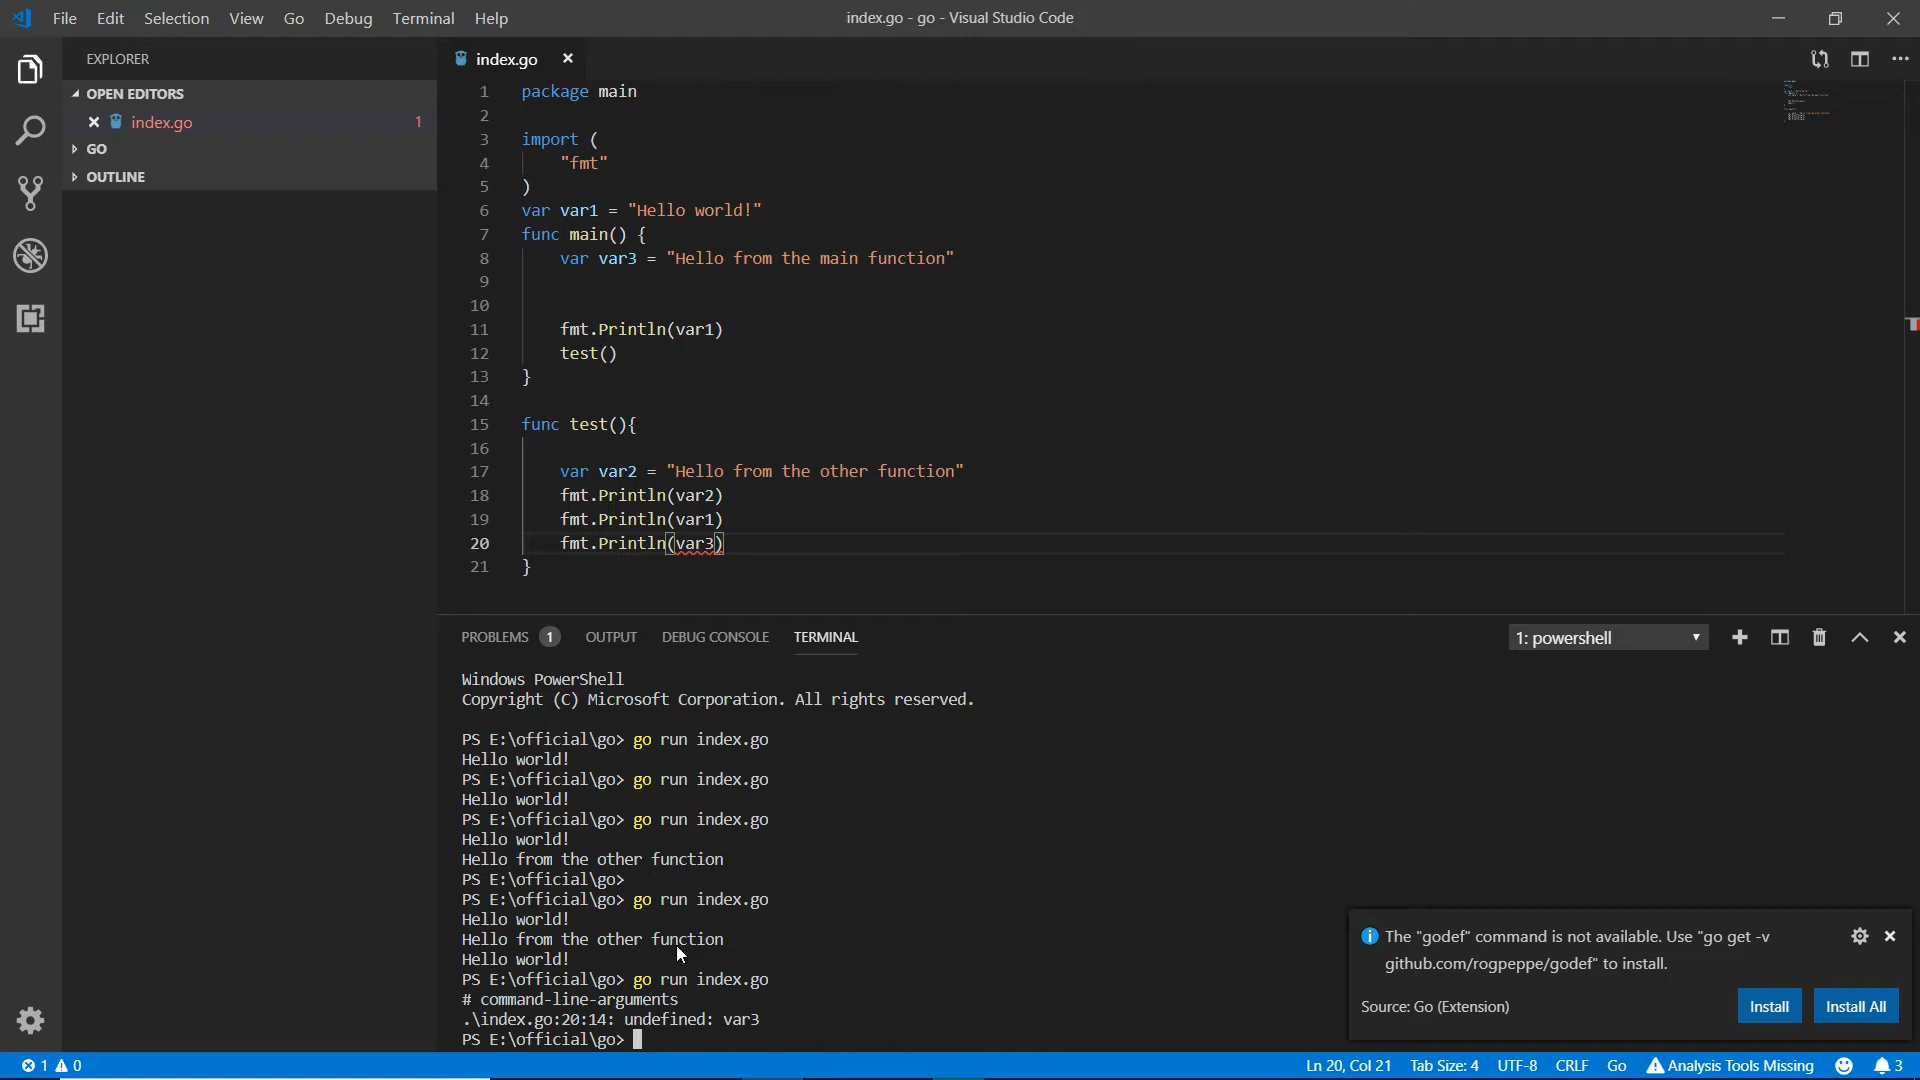 File Edit Selection View Go Debug Terminal Help
index.go - go - Visual Studio Code
EXPLORER
OPEN EDITORS
index.go 1
GO
OUTLINE
index.go
1 package main
2
3 import (
4 "fmt"
5 )
6 var var1 = "Hello world!"
7 func main() {
8 var var3 = "Hello from the main function"
9
10
11 fmt.Println(var1)
12 test()
13 }
14
15 func test(){
16
17 var var2 = "Hello from the other function"
18 fmt.Println(var2)
19 fmt.Println(var1)
20 fmt.Println(var3)
21 }
PROBLEMS 1 OUTPUT DEBUG CONSOLE TERMINAL
1: powershell
Windows PowerShell
Copyright (C) Microsoft Corporation. All rights reserved.
PS E:\official\go> go run index.go
Hello world!
PS E:\official\go> go run index.go
Hello world!
PS E:\official\go> go run index.go
Hello world!
Hello from the other function
PS E:\official\go>
PS E:\official\go> go run index.go
Hello world!
Hello from the other function
Hello world!
PS E:\official\go> go run index.go
# command-line-arguments
.\index.go:20:14: undefined: var3
PS E:\official\go>
The "godef" command is not available. Use "go get -v
github.com/rogpeppe/godef" to install.
Source: Go (Extension)
Install
Install All
1 0
Ln 20, Col 21 Tab Size: 4 UTF-8 CRLF Go Analysis Tools Missing 3